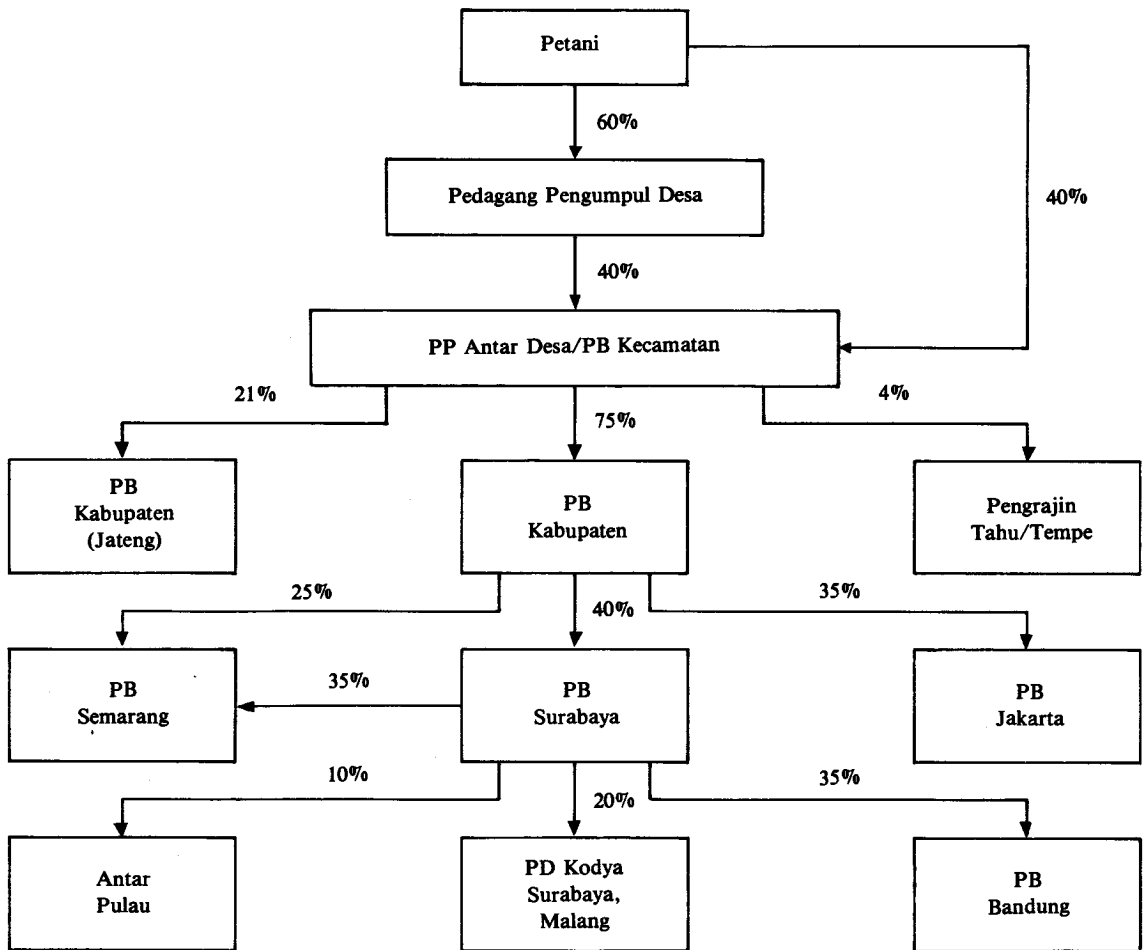 Petani
60%
Pedagang Pengumpul Desa
40%
40%
PP Antar Desa/PB Kecamatan
21%
75%
4%
PB
Kabupaten
(Jateng)
PB
Kabupaten
Pengrajin
Tahu/Tempe
25%
40%
35%
PB
Semarang
35%
PB
Surabaya
PB
Jakarta
10%
20%
35%
Antar
Pulau
PD Kodya
Surabaya,
Malang
PB
Bandung